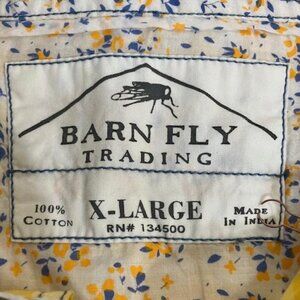 BARN FLY
TRADING
100%
COTTON
X-LARGE
RN# 134500
MADE
IN INDIA